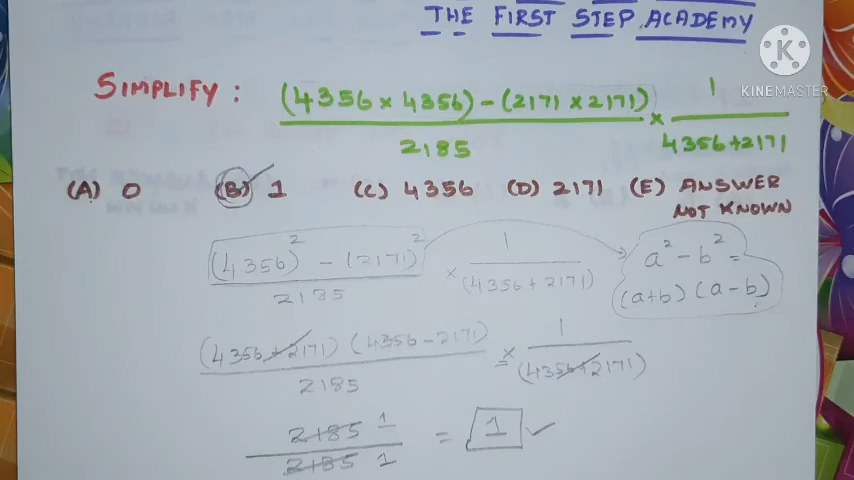 THE FIRST STEP ACADEMY
K
KINEMASTER
SIMPLIFY : (4356 × 4356) − (2171 × 2171) / 2185 × 1 / 4356+2171
(A) 0 (B) 1 (C) 4356 (D) 2171 (E) ANSWER NOT KNOWN
(4356)² − (2171)² / 2185 × 1 / (4356+2171)
a² − b² =
(a+b) (a−b)
(4356+2171) (4356−2171) / 2185 × 1 / (4356+2171)
2185 1 / 2185 1 = 1